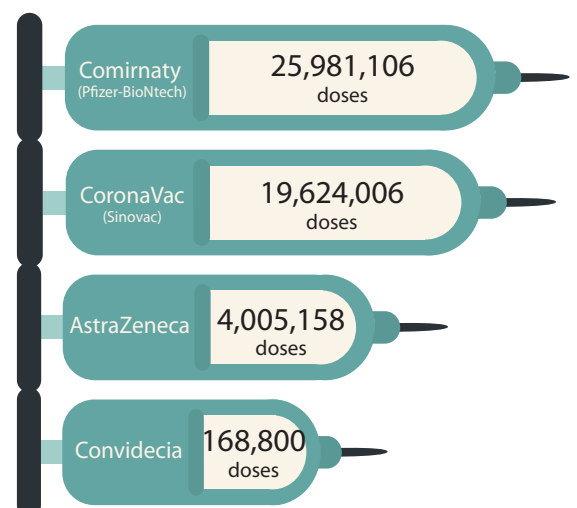 Comirnaty
(Pfizer-BioNtech)
25,981,106
doses
CoronaVac
(Sinovac)
19,624,006
doses
AstraZeneca
4,005,158
doses
Convidecia
168,800
doses